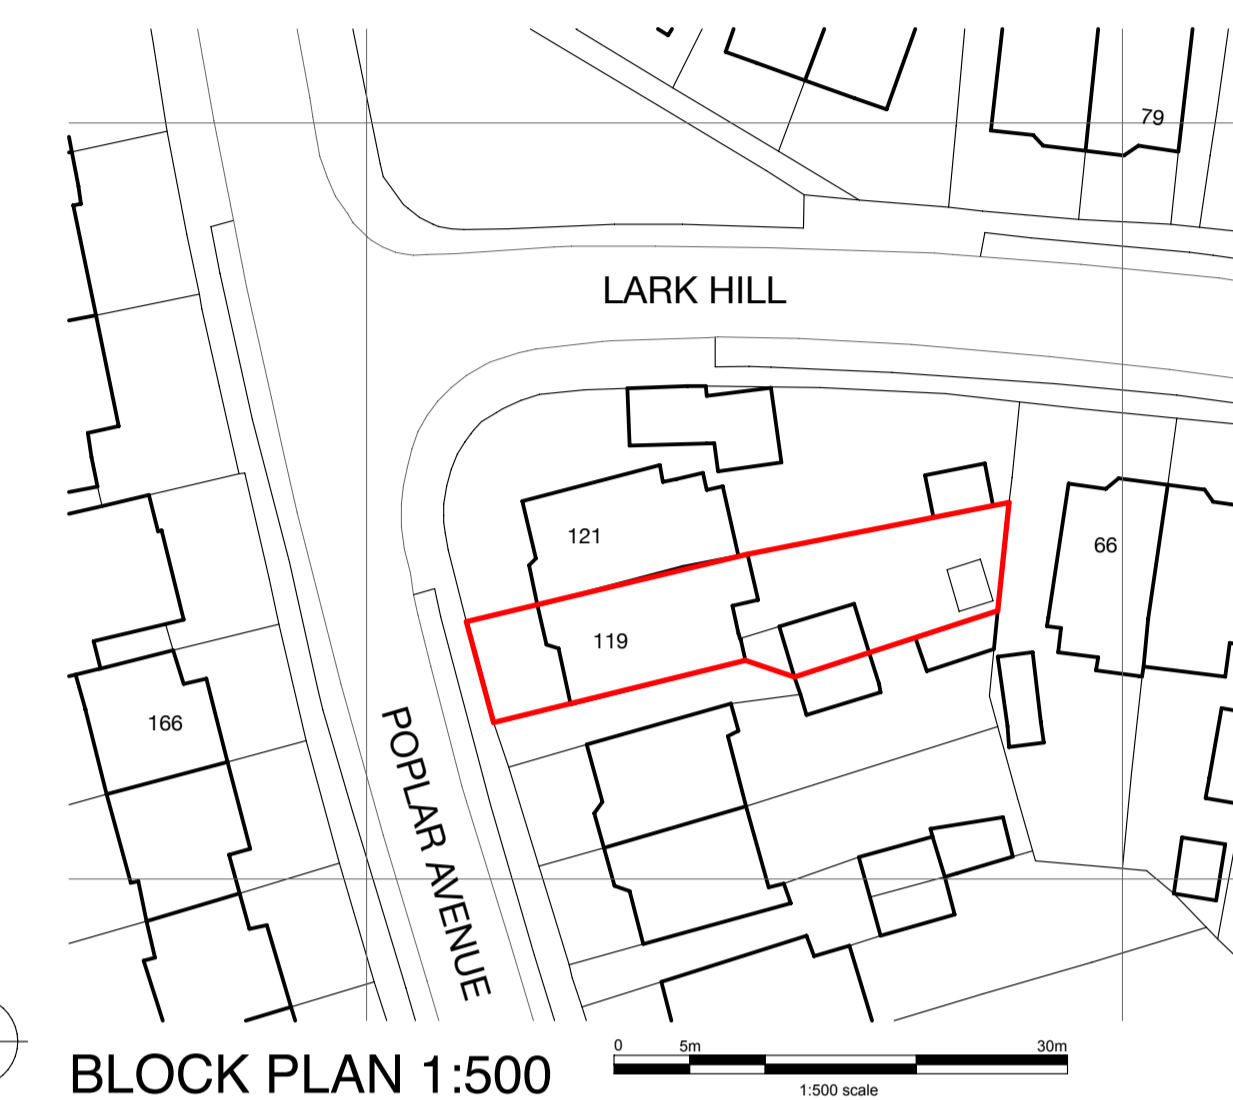 79
LARK HILL
121
66
119
166
POPLAR AVENUE
0 5m 30m
BLOCK PLAN 1:500
1:500 scale